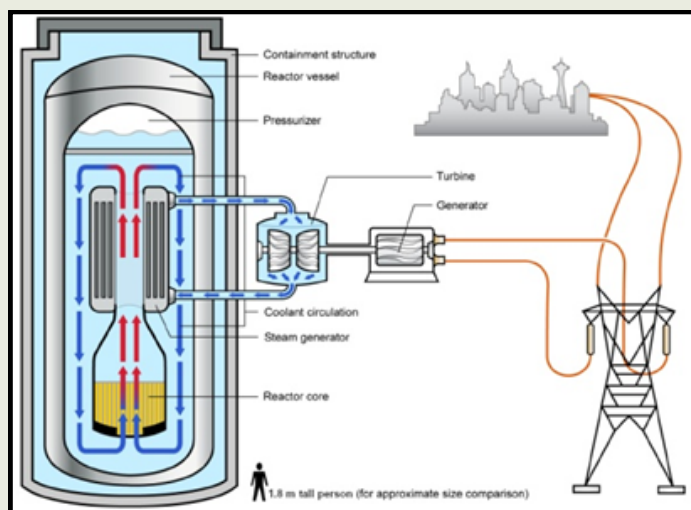 Containment structure
Reactor vessel
Pressurizer
Turbine
Generator
Coolant circulation
Steam generator
Reactor core
1.8 m tall person (for approximate size comparison)